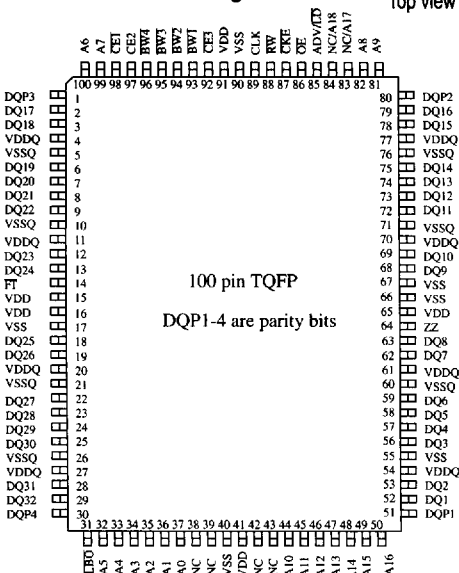 Top view
A6 A7 CE1 CE2 BW4 BW3 BW2 BW1 CE3 VDD VSS CLK RW CKE OE ADV/LD NC/A18 NC/A17 A8 A9
100 99 98 97 96 95 94 93 92 91 90 89 88 87 86 85 84 83 82 81
DQP3 1
DQ17 2
DQ18 3
VDDQ 4
VSSQ 5
DQ19 6
DQ20 7
DQ21 8
DQ22 9
VSSQ 10
VDDQ 11
DQ23 12
DQ24 13
FT 14
VDD 15
VDD 16
VSS 17
DQ25 18
DQ26 19
VDDQ 20
VSSQ 21
DQ27 22
DQ28 23
DQ29 24
DQ30 25
VSSQ 26
VDDQ 27
DQ31 28
DQ32 29
DQP4 30
100 pin TQFP
DQP1-4 are parity bits
80 DQP2
79 DQ16
78 DQ15
77 VDDQ
76 VSSQ
75 DQ14
74 DQ13
73 DQ12
72 DQ11
71 VSSQ
70 VDDQ
69 DQ10
68 DQ9
67 VSS
66 VSS
65 VDD
64 ZZ
63 DQ8
62 DQ7
61 VDDQ
60 VSSQ
59 DQ6
58 DQ5
57 DQ4
56 DQ3
55 VSS
54 VDDQ
53 DQ2
52 DQ1
51 DQP1
31 32 33 34 35 36 37 38 39 40 41 42 43 44 45 46 47 48 49 50
LBO A5 A4 A3 A2 A1 A0 NC NC VSS VDD NC NC A10 A11 A12 A13 A14 A15 A16